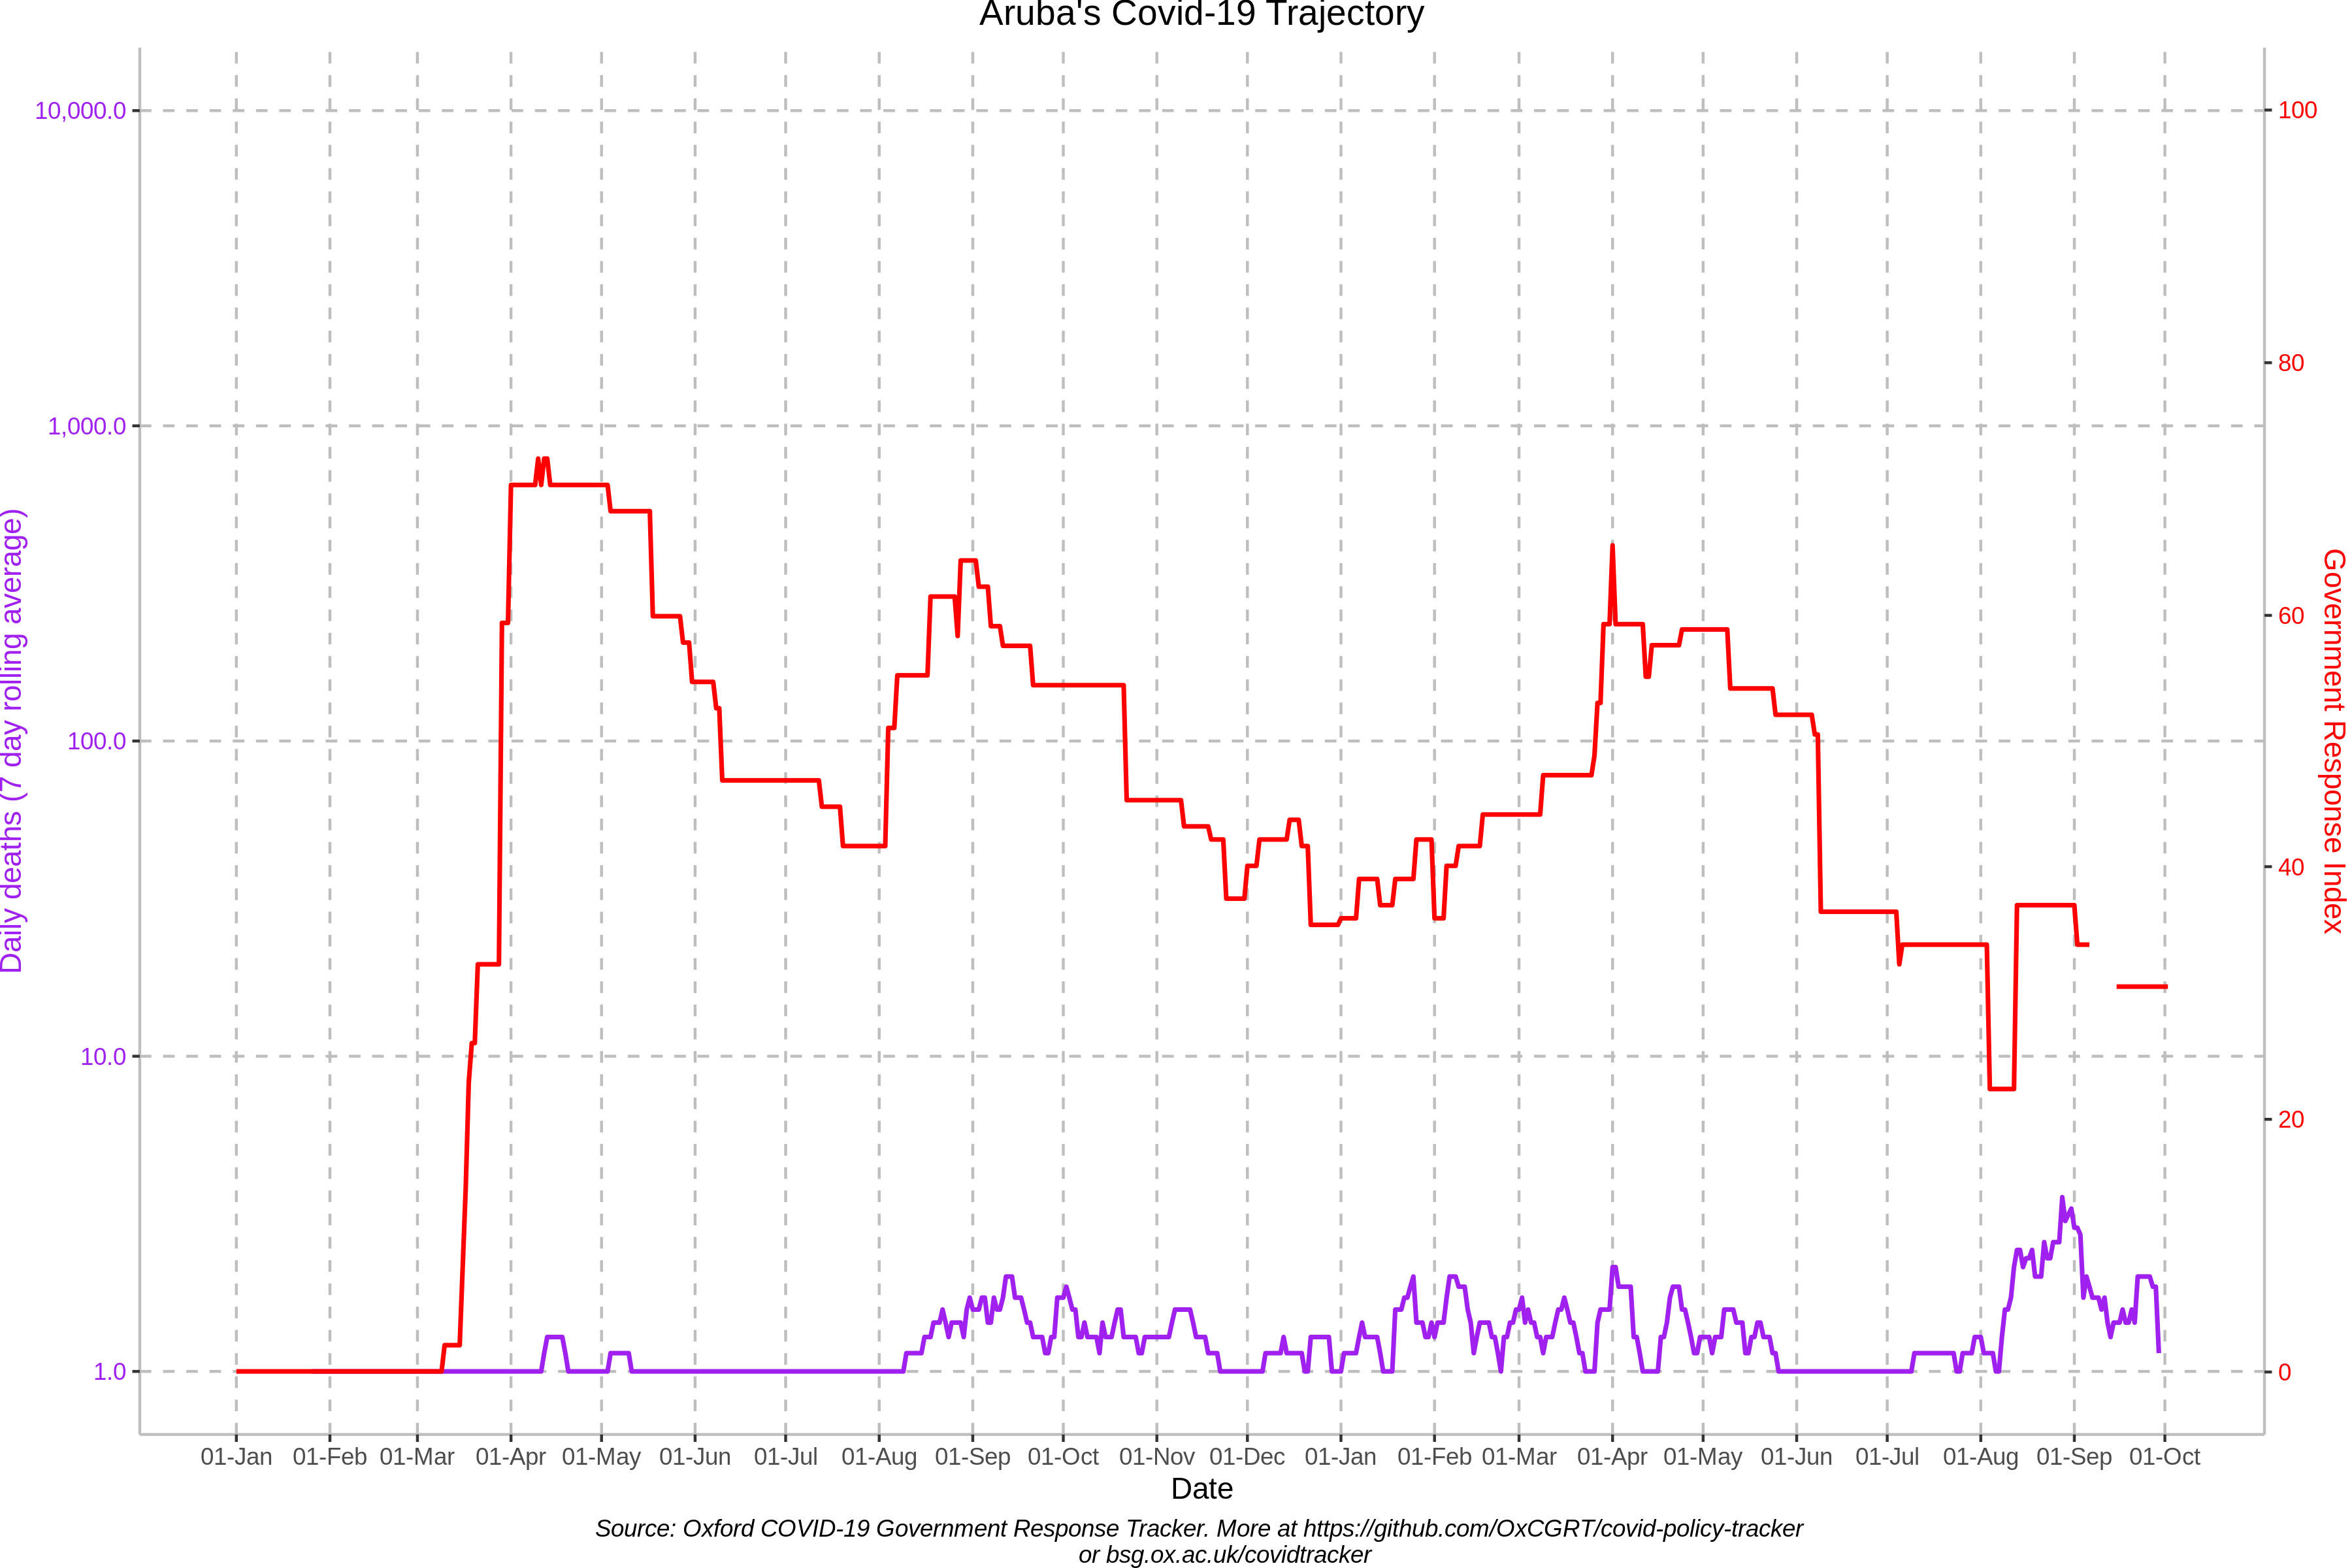 Aruba's Covid-19 Trajectory
10,000.0
1,000.0
100.0
10.0
1.0
Daily deaths (7 day rolling average)
100
80
60
40
20
0
Government Response Index
01-Jan 01-Feb 01-Mar 01-Apr 01-May 01-Jun 01-Jul 01-Aug 01-Sep 01-Oct 01-Nov 01-Dec 01-Jan 01-Feb 01-Mar 01-Apr 01-May 01-Jun 01-Jul 01-Aug 01-Sep 01-Oct
Date
Source: Oxford COVID-19 Government Response Tracker. More at https://github.com/OxCGRT/covid-policy-tracker
or bsg.ox.ac.uk/covidtracker